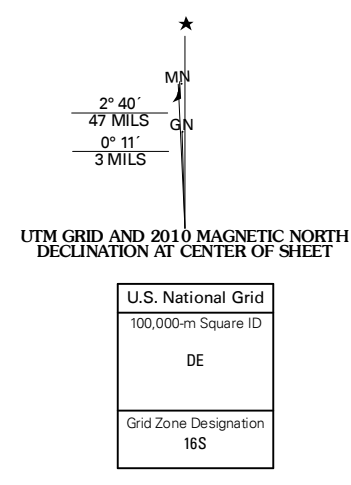 ★
MN
2° 40´
47 MILS
GN
0° 11´
3 MILS
UTM GRID AND 2010 MAGNETIC NORTH
DECLINATION AT CENTER OF SHEET
U.S. National Grid
100,000-m Square ID
DE
Grid Zone Designation
16S